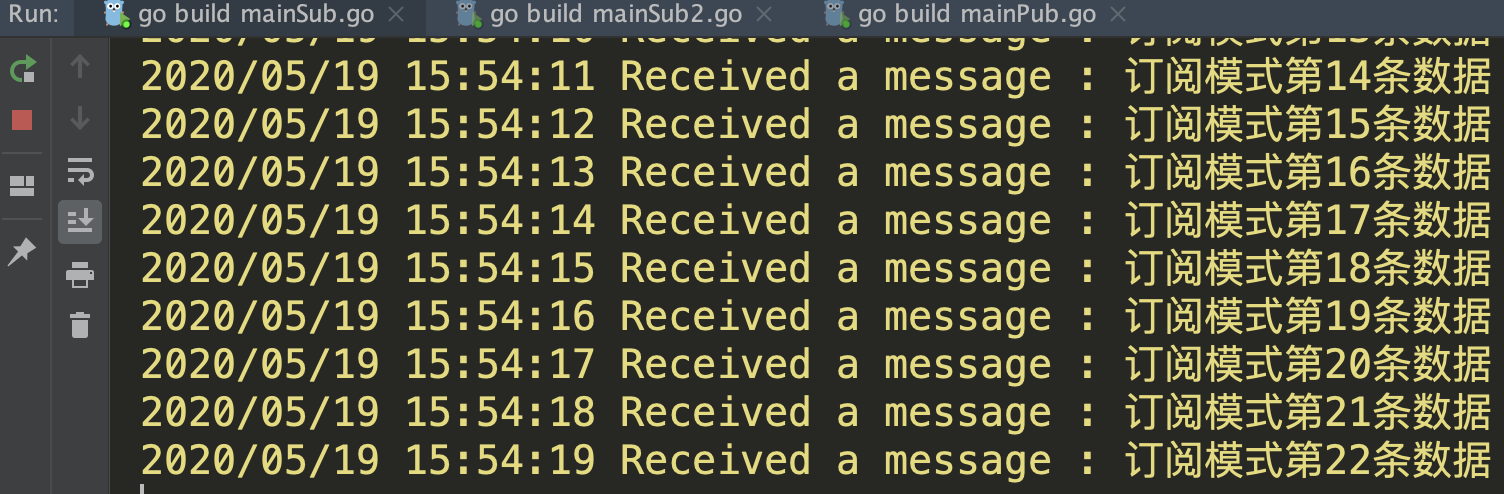 Run: go build mainSub.go go build mainSub2.go go build mainPub.go
2020/05/19 15:54:11 Received a message : 订阅模式第14条数据
2020/05/19 15:54:12 Received a message : 订阅模式第15条数据
2020/05/19 15:54:13 Received a message : 订阅模式第16条数据
2020/05/19 15:54:14 Received a message : 订阅模式第17条数据
2020/05/19 15:54:15 Received a message : 订阅模式第18条数据
2020/05/19 15:54:16 Received a message : 订阅模式第19条数据
2020/05/19 15:54:17 Received a message : 订阅模式第20条数据
2020/05/19 15:54:18 Received a message : 订阅模式第21条数据
2020/05/19 15:54:19 Received a message : 订阅模式第22条数据